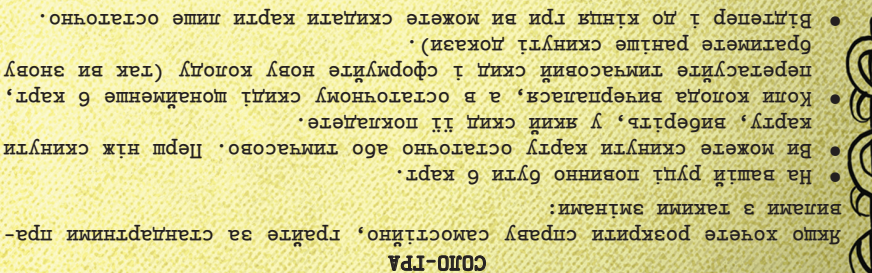 СОЛО-ГРА
Якщо хочете розкрити справу самостійно, грайте за стандартними пра-
вилами з такими змінами:
• На вашій руці повинно бути 6 карт.
• Ви можете скинути карту остаточно або тимчасово. Перш ніж скинути
карту, виберіть, у який скид її покладете.
• Коли колода вичерпалася, а в остаточному скиді щонайменше 6 карт,
перетасуйте тимчасовий скид і сформуйте нову колоду (так ви знову
братимете раніше скинуті докази).
• Відтепер і до кінця гри ви можете скидати карти лише остаточно.